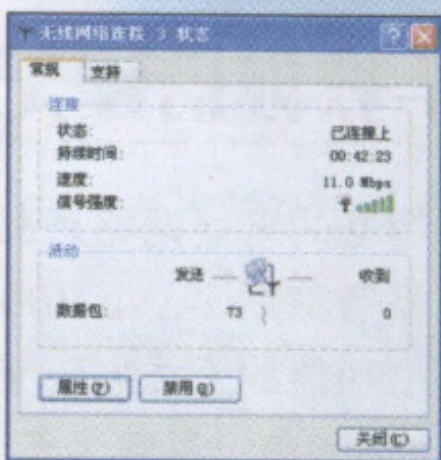 无线网络连接 3 状态
常规 支持
连接
状态: 已连接上
持续时间: 00:42:23
速度: 11.0 Mbps
信号强度:
活动
发送 收到
数据包: 73 0
属性(P) 禁用(D)
关闭(C)